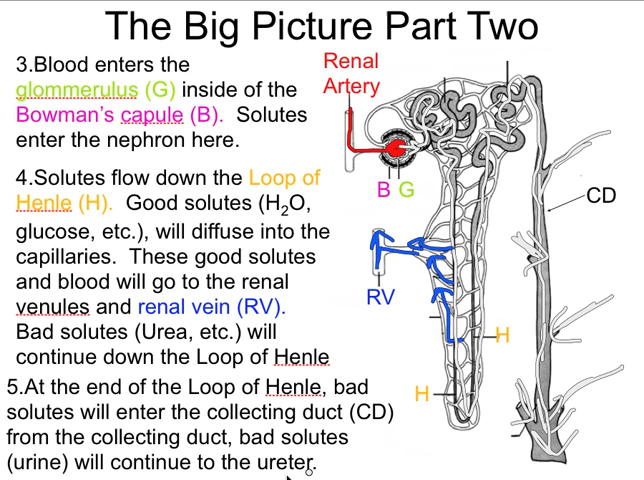 The Big Picture Part Two
3.Blood enters the
glommerulus (G) inside of the
Bowman's capule (B).  Solutes
enter the nephron here.
4.Solutes flow down the Loop of
Henle (H).  Good solutes (H₂O,
glucose, etc.), will diffuse into the
capillaries.  These good solutes
and blood will go to the renal
venules and renal vein (RV).
Bad solutes (Urea, etc.) will
continue down the Loop of Henle
5.At the end of the Loop of Henle, bad
solutes will enter the collecting duct (CD)
from the collecting duct, bad solutes
(urine) will continue to the ureter.
Renal
Artery
B G
CD
RV
H
H